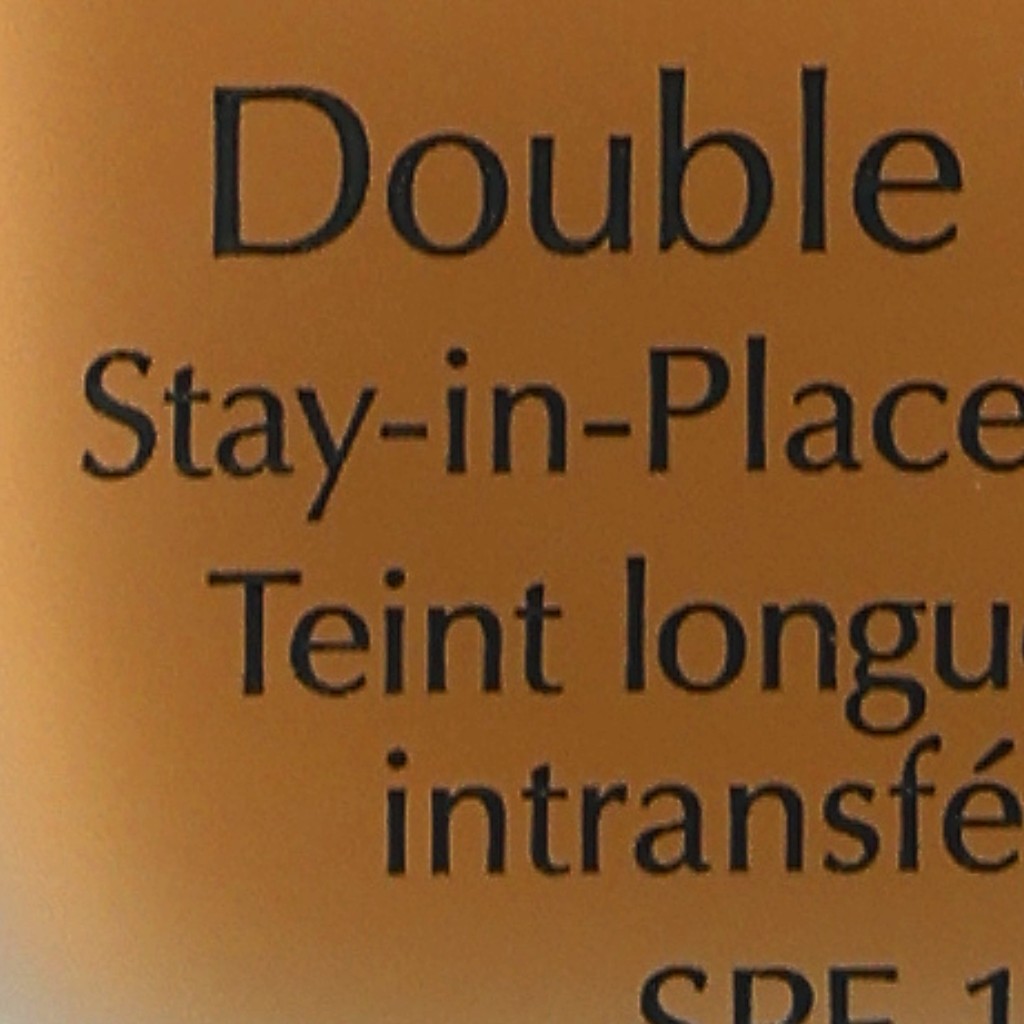 Double
Stay-in-Place
Teint longu
intransfé
SPF 1